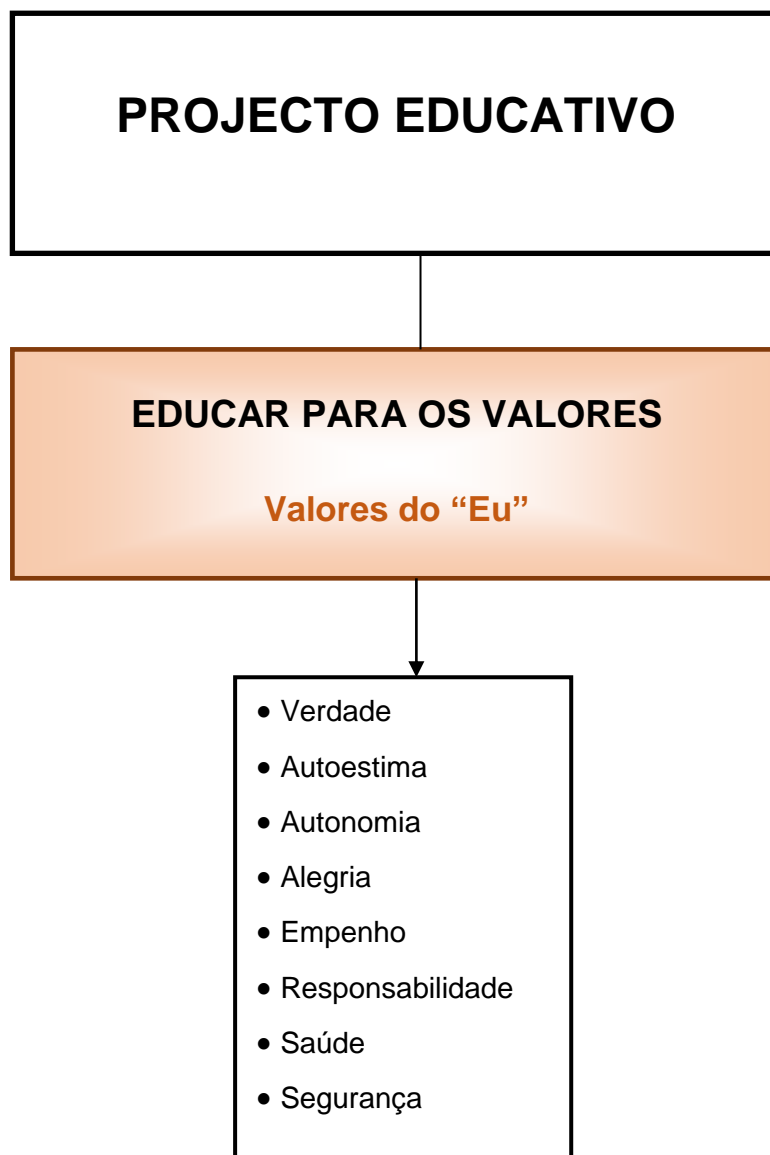 PROJECTO EDUCATIVO
EDUCAR PARA OS VALORES
Valores do “Eu”
• Verdade
• Autoestima
• Autonomia
• Alegria
• Empenho
• Responsabilidade
• Saúde
• Segurança